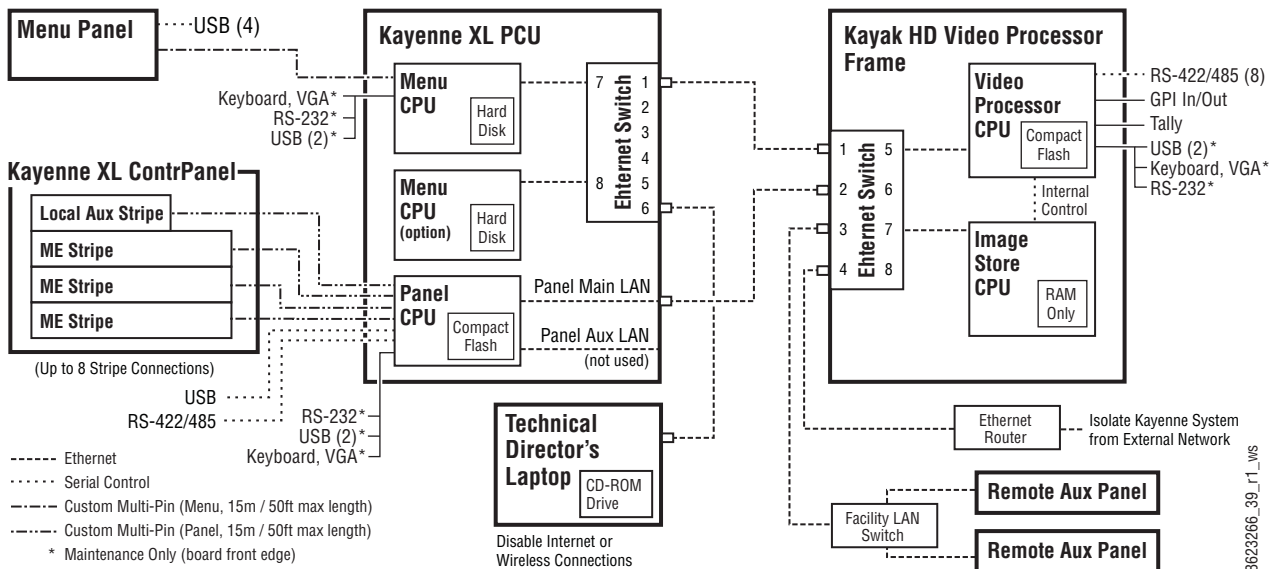 Menu Panel
USB (4)
Kayenne XL PCU
Menu
CPU
Hard
Disk
Keyboard, VGA*
RS-232*
USB (2)*
7
8
Ehternet Switch
1
2
3
4
5
6
Menu
CPU
(option)
Hard
Disk
Kayenne XL ContrPanel
Local Aux Stripe
ME Stripe
ME Stripe
ME Stripe
(Up to 8 Stripe Connections)
USB
RS-422/485
Panel
CPU
Compact
Flash
Panel Main LAN
Panel Aux LAN
(not used)
RS-232*
USB (2)*
Keyboard, VGA*
Kayak HD Video Processor
Frame
Video
Processor
CPU
Compact
Flash
RS-422/485 (8)
GPI In/Out
Tally
USB (2)*
Keyboard, VGA*
RS-232*
1
2
3
4
Ehternet Switch
5
6
7
8
Internal
Control
Image
Store
CPU
RAM
Only
Technical
Director's
Laptop
CD-ROM
Drive
Disable Internet or
Wireless Connections
Ethernet
Router
Isolate Kayenne System
from External Network
Facility LAN
Switch
Remote Aux Panel
Remote Aux Panel
Ethernet
Serial Control
Custom Multi-Pin (Menu, 15m / 50ft max length)
Custom Multi-Pin (Panel, 15m / 50ft max length)
* Maintenance Only (board front edge)
8623266_39_r1_ws